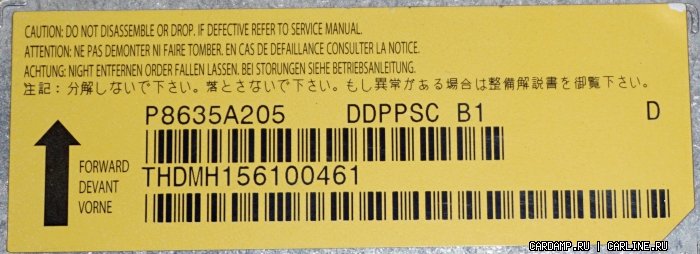 CAUTION: DO NOT DISASSEMBLE OR DROP. IF DEFECTIVE REFER TO SERVICE MANUAL.
ATTENTION: NE PAS DEMONTER NI FAIRE TOMBER. EN CAS DE DEFAILLANCE CONSULTER LA NOTICE.
ACHTUNG: NIGHT ENTFERNEN ORDER FALLEN LASSEN. BEI STORUNGEN SIEHE BETRIEBSANLEITUNG.
注記：分解しないで下さい。落とさないで下さい。もし異常がある場合は整備解説書を御覧下さい。
P8635A205 DDPPSC B1 D
FORWARD
DEVANT
VORNE
THDMH156100461
CARDAMP.RU | CARLINE.RU